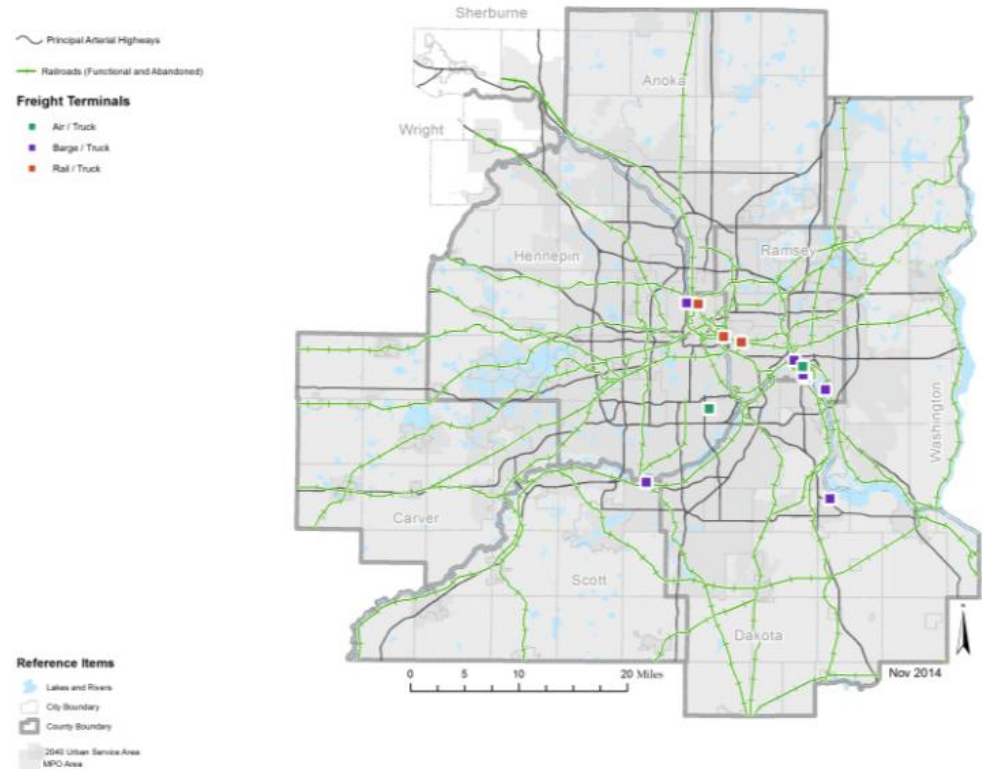 Principal Arterial Highways
Railroads (Functional and Abandoned)
Freight Terminals
Air / Truck
Barge / Truck
Rail / Truck
Sherburne
Anoka
Wright
Hennepin
Ramsey
Washington
Carver
Scott
Dakota
N
Reference Items
Lakes and Rivers
City Boundary
County Boundary
2040 Urban Service Area
MPO Area
0 5 10 20 Miles
Nov 2014